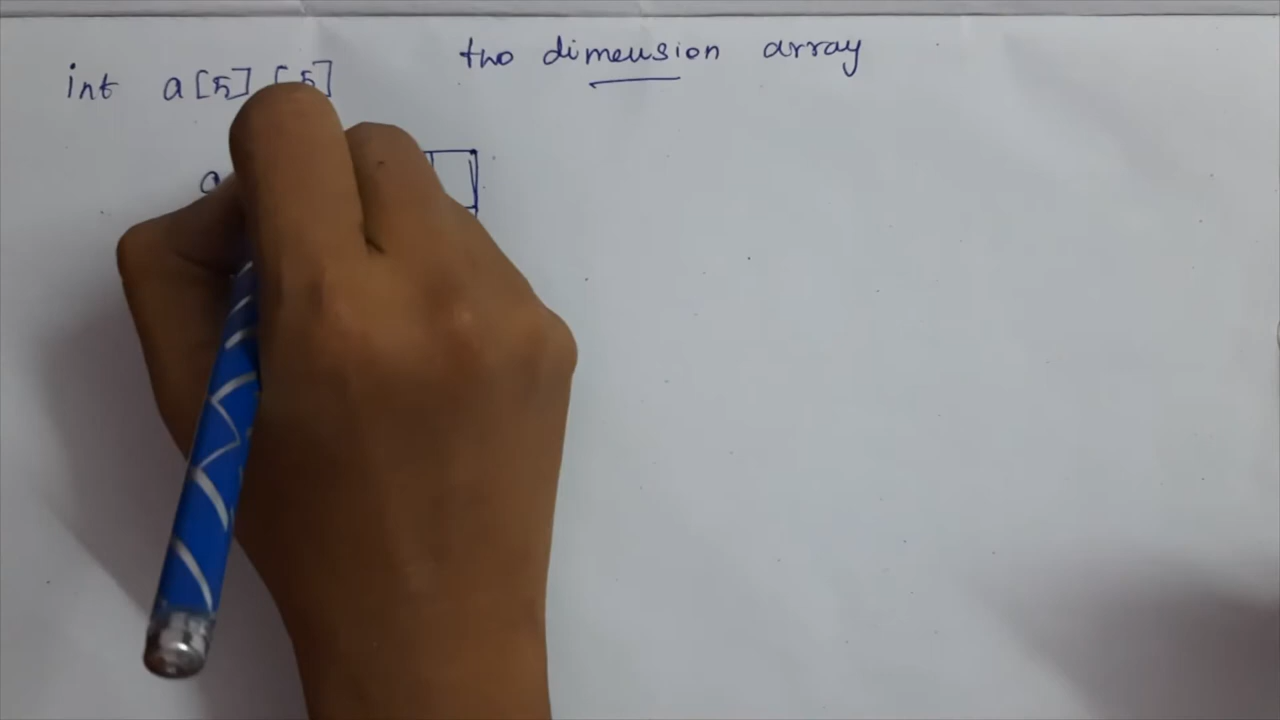 two dimension array
int a[5] [5]
a